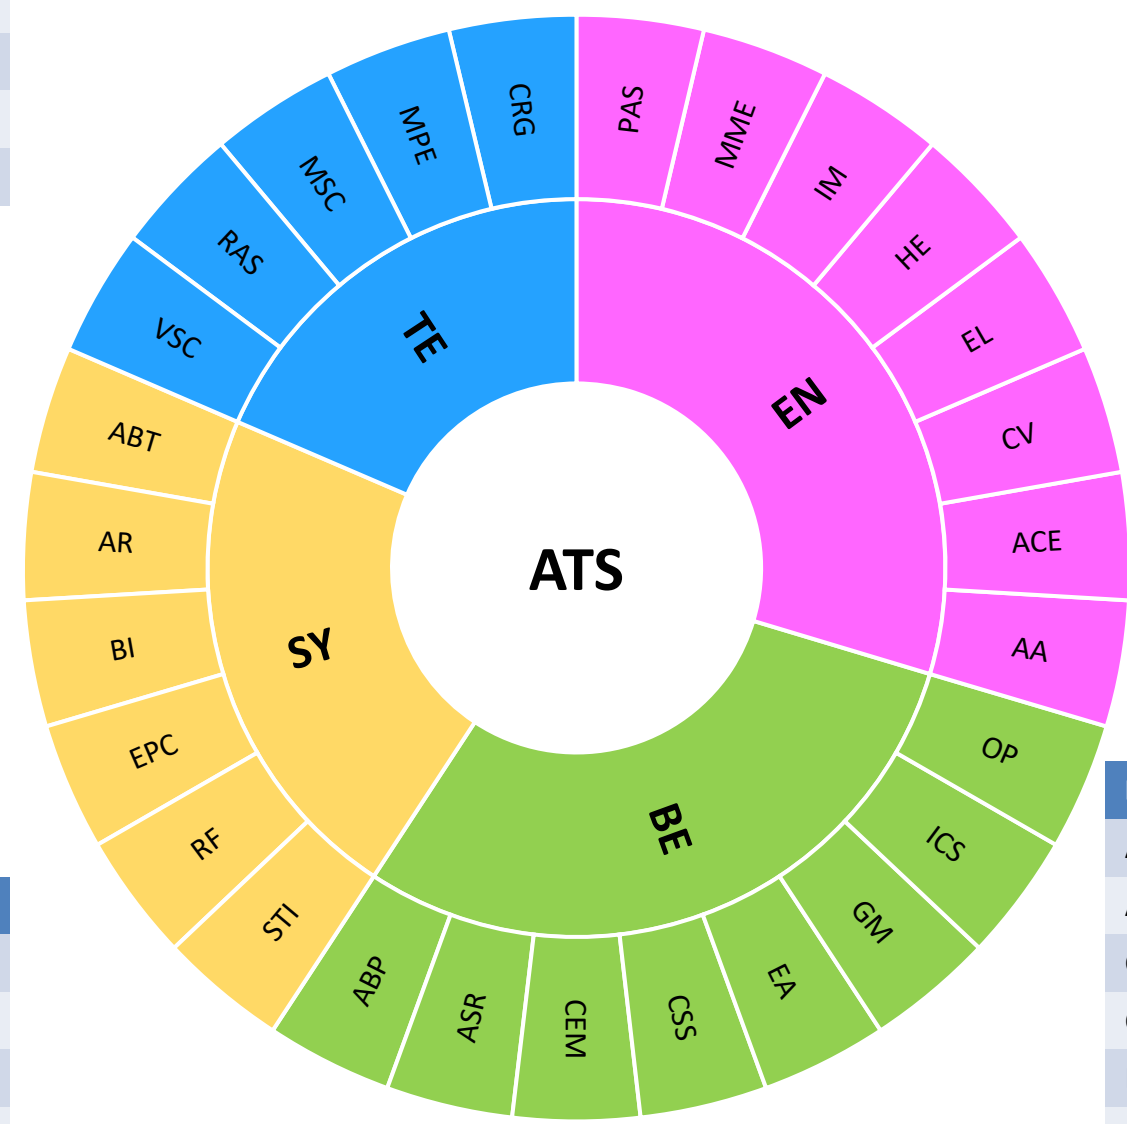 ATS
EN
BE
SY
TE
PAS
MME
IM
HE
EL
CV
ACE
AA
OP
ICS
GM
EA
CSS
CEM
ASR
ABP
STI
RF
EPC
BI
AR
ABT
VSC
RAS
MSC
MPE
CRG